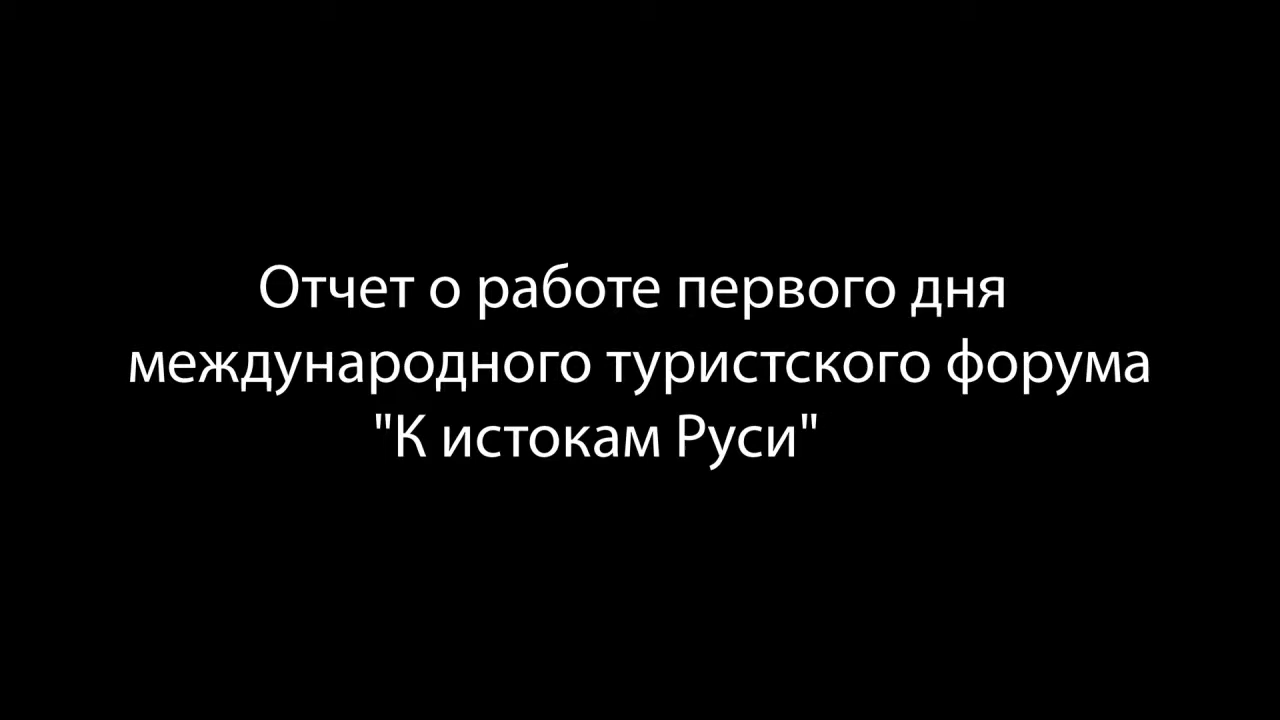 Отчет о работе первого дня
международного туристского форума
"К истокам Руси"